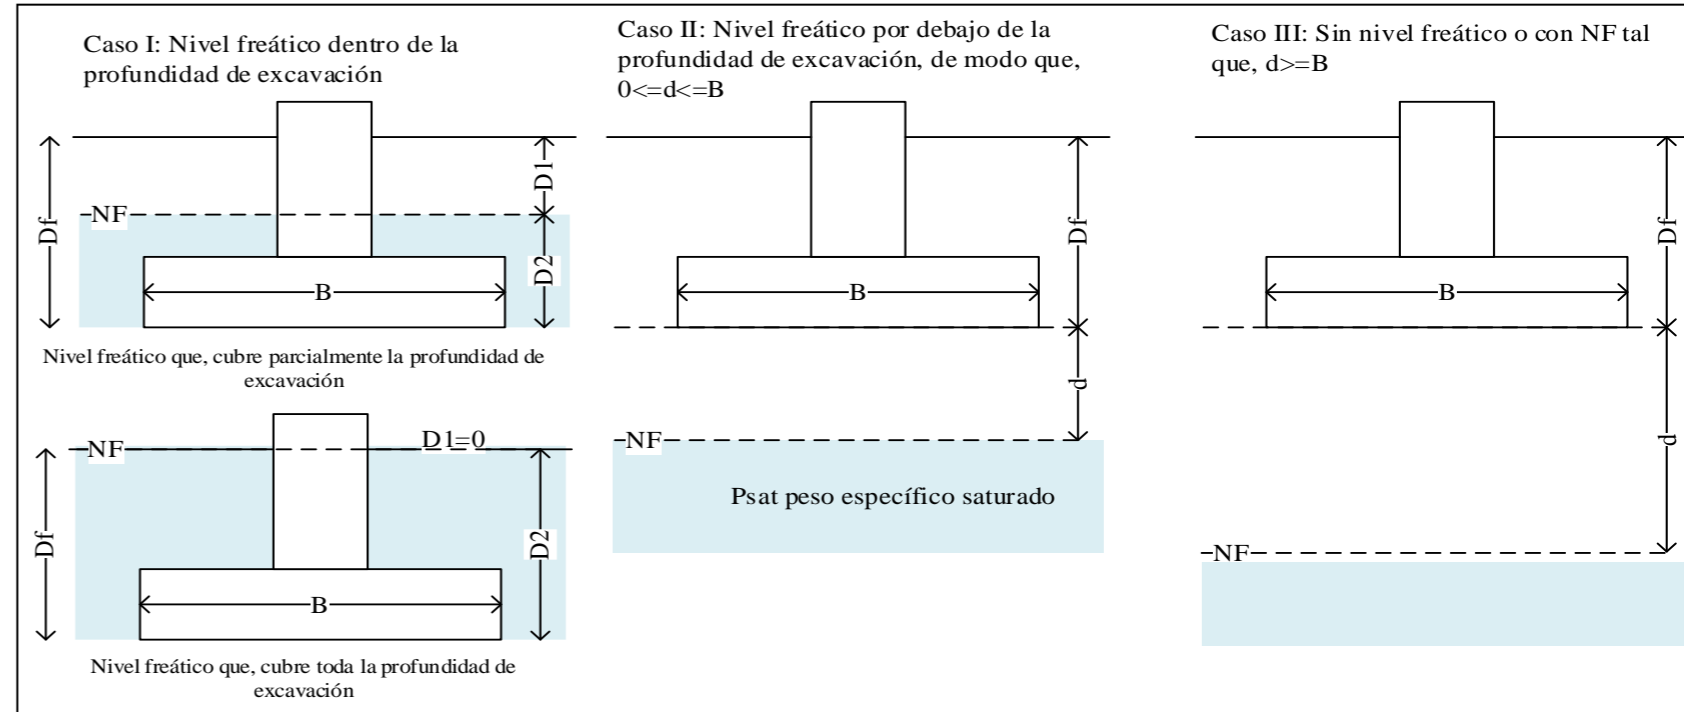 Caso I: Nivel freático dentro de la
profundidad de excavación
Df
NF
D1
D2
B
Nivel freático que, cubre parcialmente la profundidad de
excavación
NF
D1=0
Df
D2
B
Nivel freático que, cubre toda la profundidad de
excavación
Caso II: Nivel freático por debajo de la
profundidad de excavación, de modo que,
0<=d<=B
Df
B
d
NF
Psat peso específico saturado
Caso III: Sin nivel freático o con NF tal
que, d>=B
Df
B
d
NF